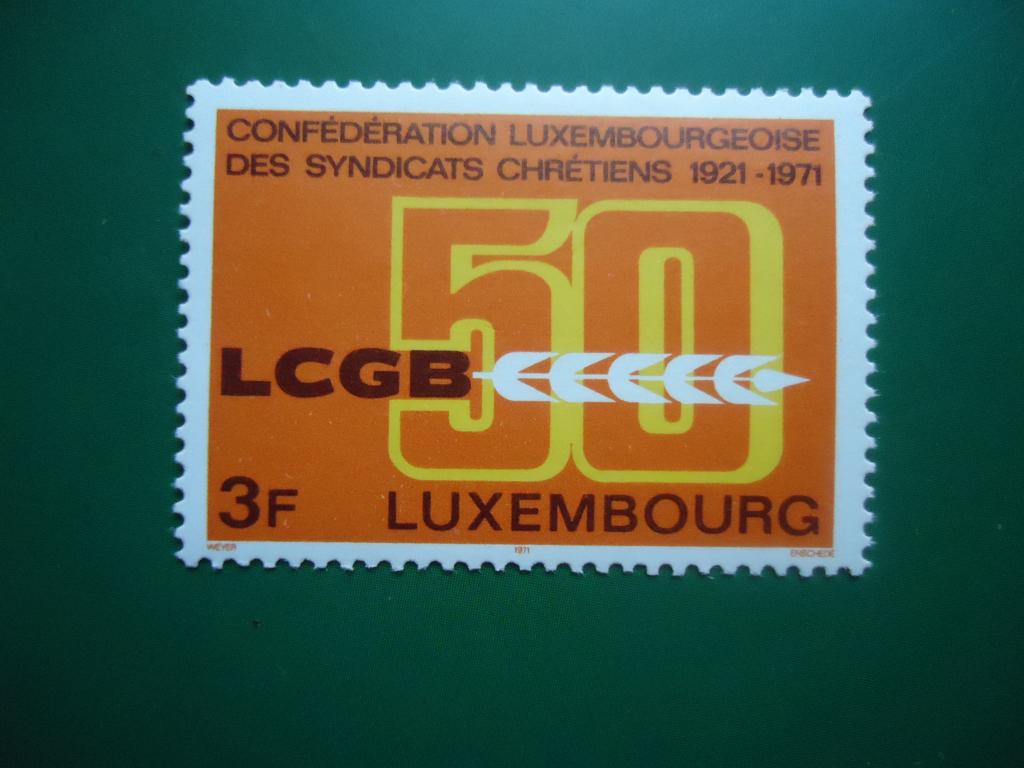 CONFÉDÉRATION LUXEMBOURGEOISE
DES SYNDICATS CHRÉTIENS 1921-1971
50
LCGB
3F LUXEMBOURG
WEYER 1971 ENSCHEDE